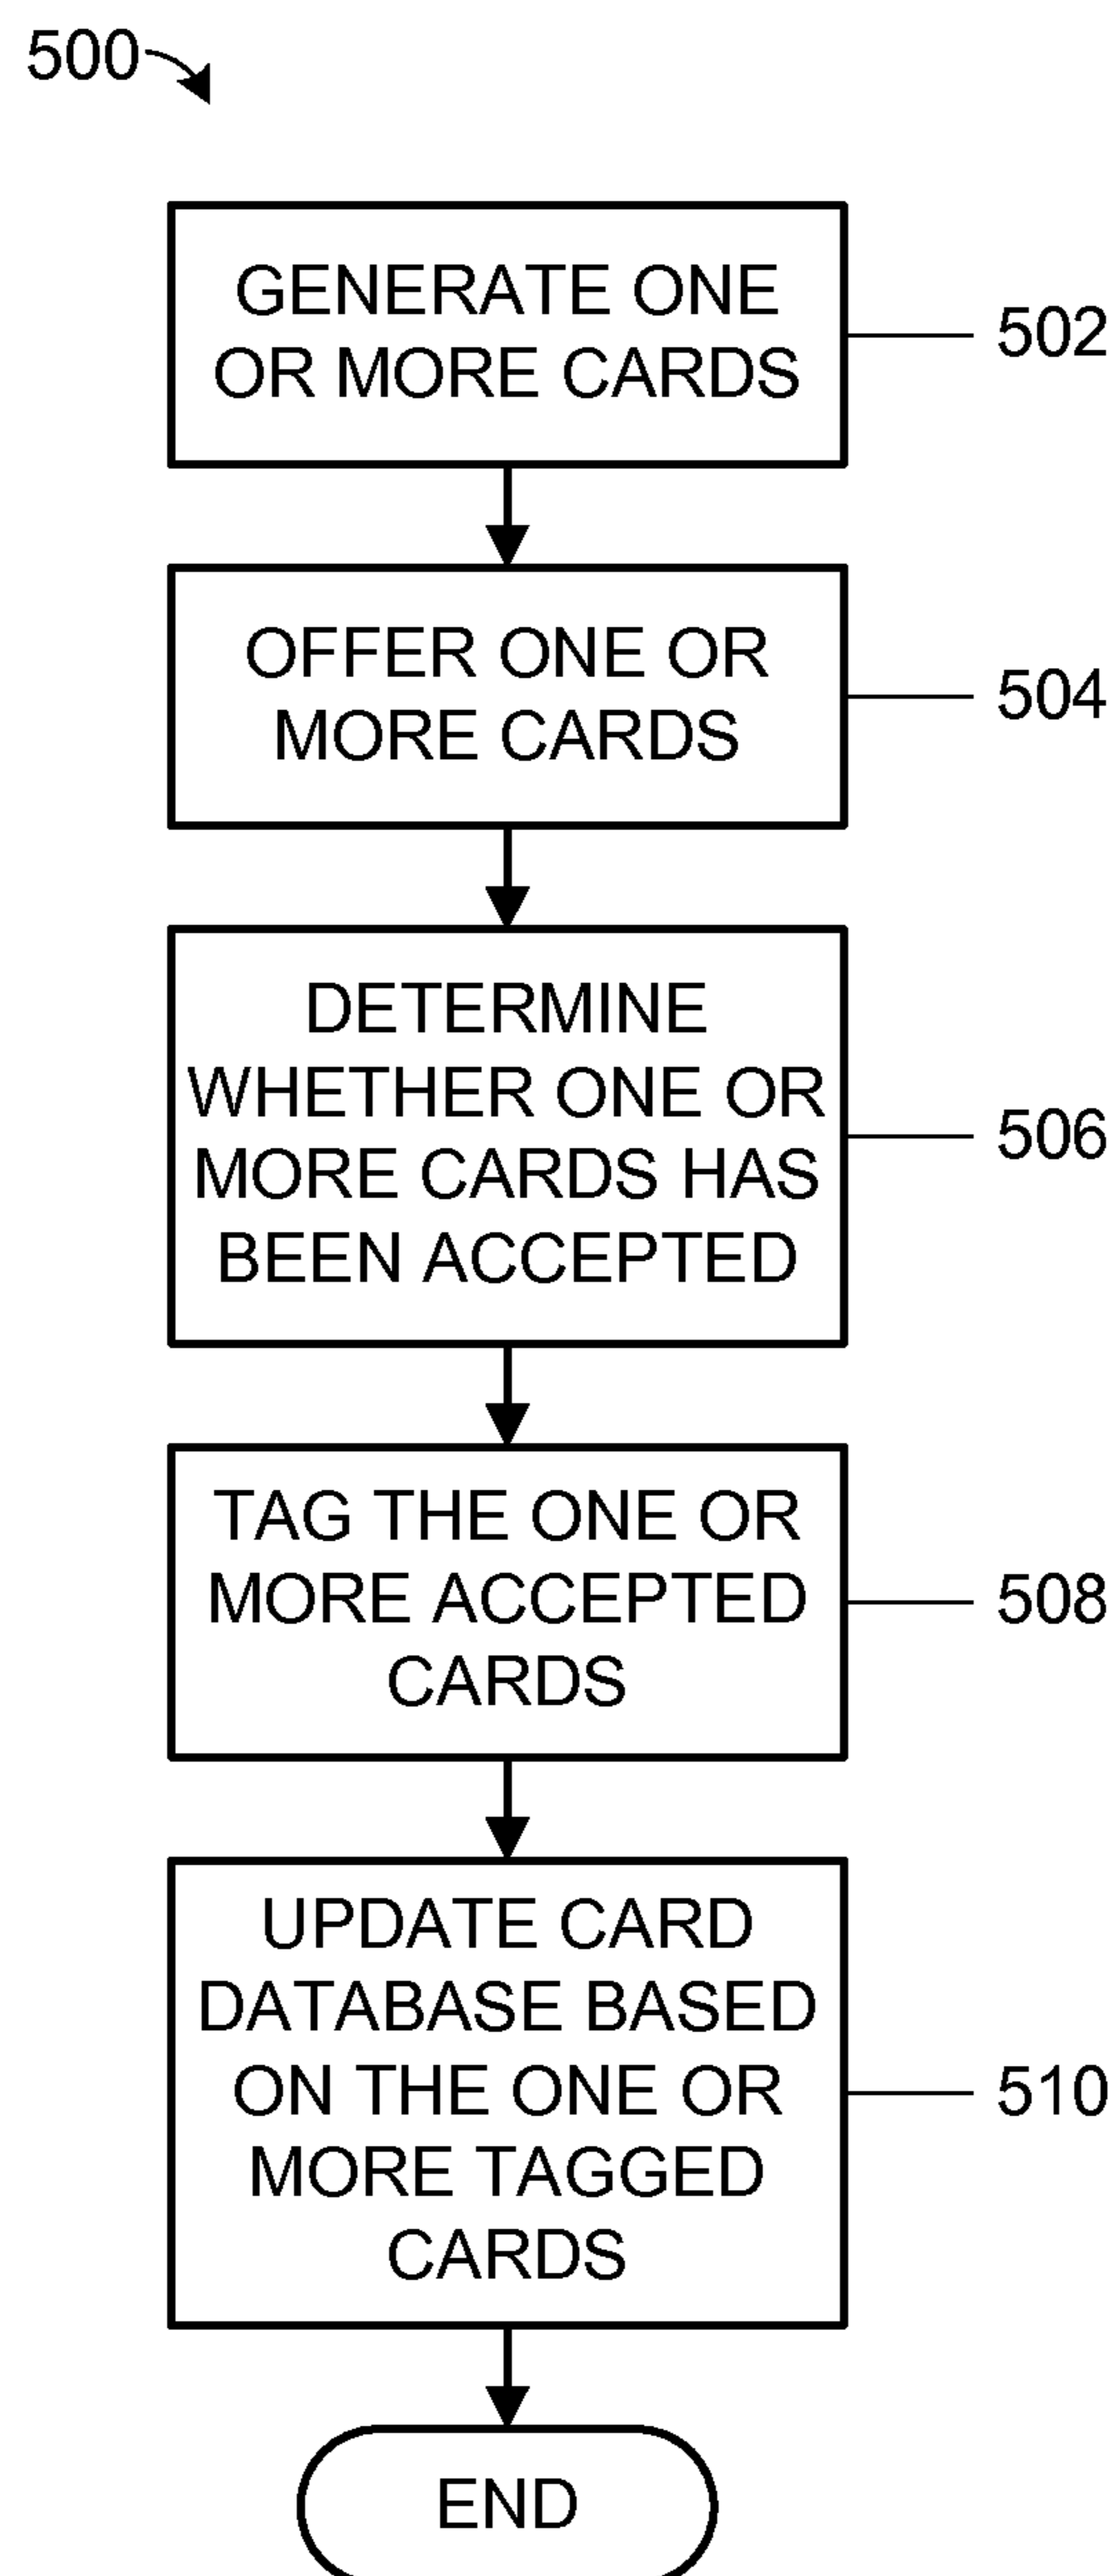 500
GENERATE ONE
OR MORE CARDS
502
OFFER ONE OR
MORE CARDS
504
DETERMINE
WHETHER ONE OR
MORE CARDS HAS
BEEN ACCEPTED
506
TAG THE ONE OR
MORE ACCEPTED
CARDS
508
UPDATE CARD
DATABASE BASED
ON THE ONE OR
MORE TAGGED
CARDS
510
END